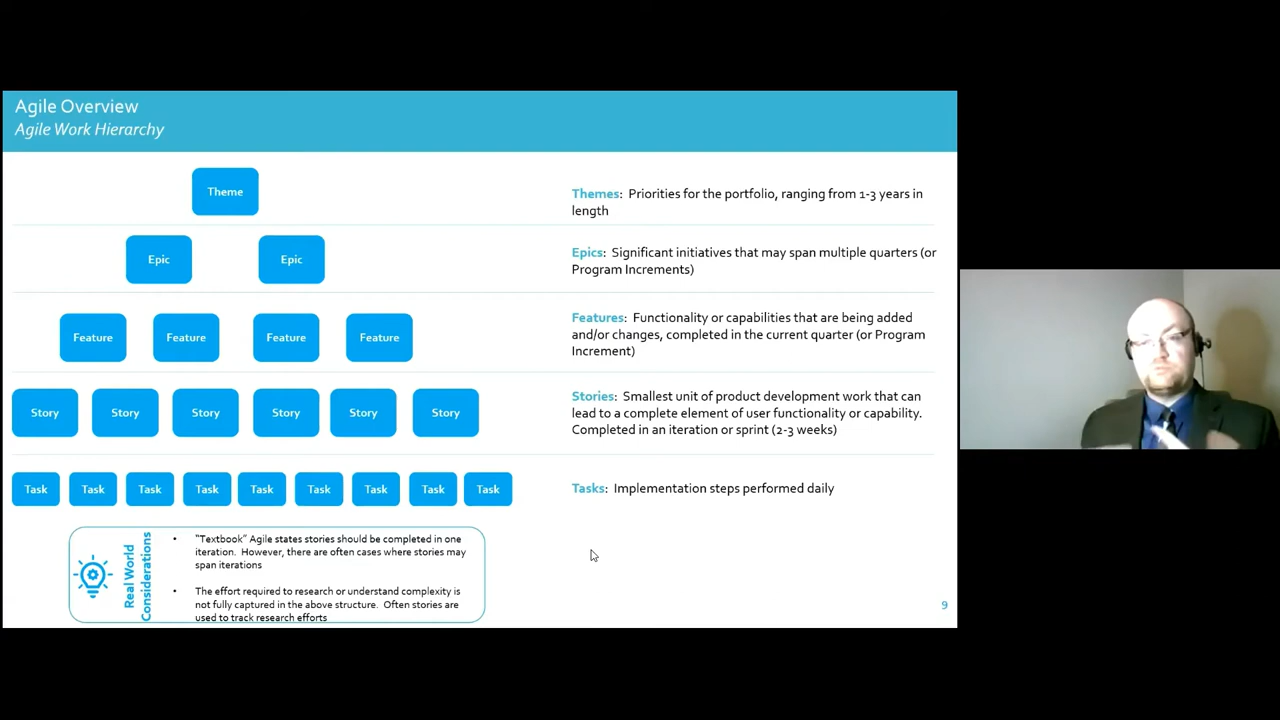 Agile Overview
Agile Work Hierarchy
Theme
Themes: Priorities for the portfolio, ranging from 1-3 years in
length
Epic Epic
Epics: Significant initiatives that may span multiple quarters (or
Program Increments)
Feature Feature Feature Feature
Features: Functionality or capabilities that are being added
and/or changes, completed in the current quarter (or Program
Increment)
Story Story Story Story Story Story
Stories: Smallest unit of product development work that can
lead to a complete element of user functionality or capability.
Completed in an iteration or sprint (2-3 weeks)
Task Task Task Task Task Task Task Task Task
Tasks: Implementation steps performed daily
Real World
Considerations
• "Textbook" Agile states stories should be completed in one
iteration. However, there are often cases where stories may
span iterations
• The effort required to research or understand complexity is
not fully captured in the above structure. Often stories are
used to track research efforts
9